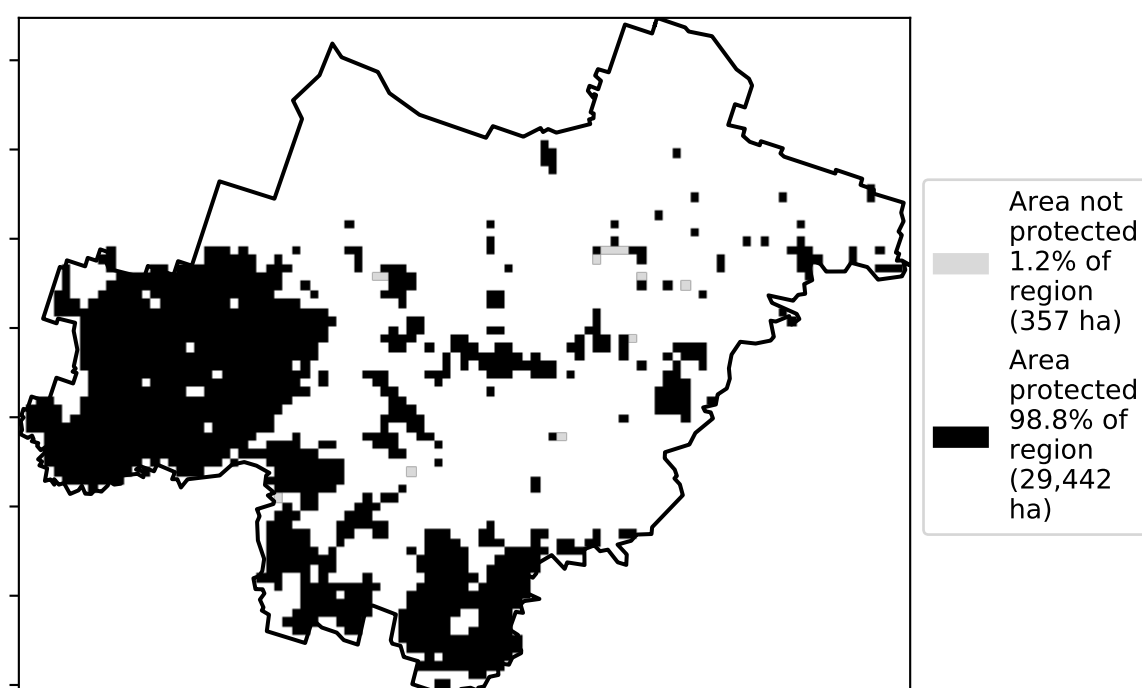 Area not
protected
1.2% of
region
(357 ha)
Area
protected
98.8% of
region
(29,442
ha)